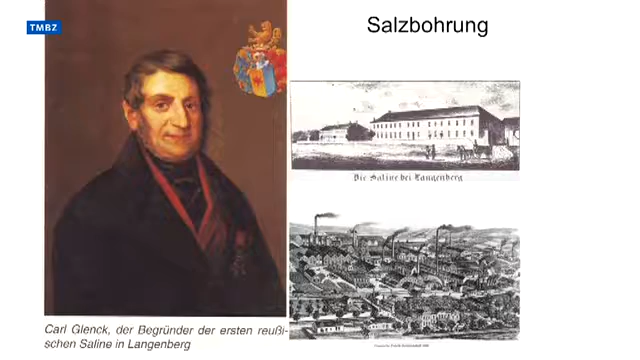 TMBZ
Salzbohrung
Die Saline bei Langenberg
Carl Glenck, der Begründer der ersten reußi-
schen Saline in Langenberg